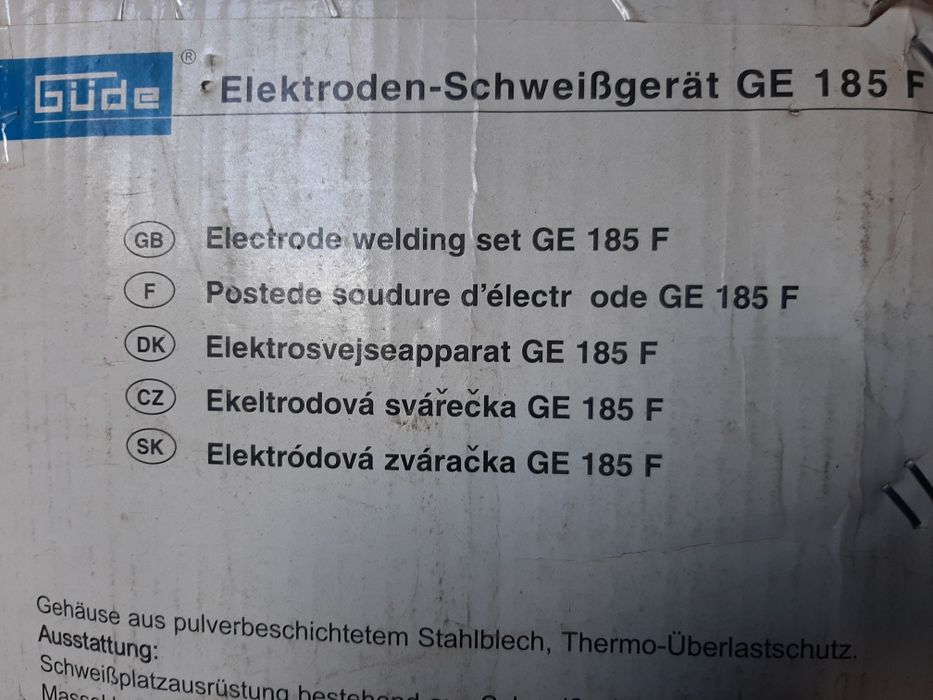 Güde ® Elektroden-Schweißgerät GE 185 F
GB Electrode welding set GE 185 F
F Postede soudure d'électr ode GE 185 F
DK Elektrosvejseapparat GE 185 F
CZ Ekeltrodová svářečka GE 185 F
SK Elektródová zváračka GE 185 F
Gehäuse aus pulverbeschichtetem Stahlblech, Thermo-Überlastschutz.
Ausstattung:
Schweißplatzausrüstung bestehend